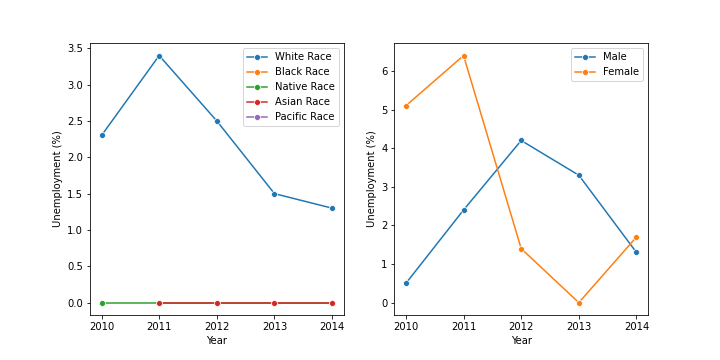 3.5
3.0
2.5
2.0
1.5
1.0
0.5
0.0
Unemployment (%)
White Race
Black Race
Native Race
Asian Race
Pacific Race
2010 2011 2012 2013 2014
Year
6
5
4
3
2
1
0
Unemployment (%)
Male
Female
2010 2011 2012 2013 2014
Year